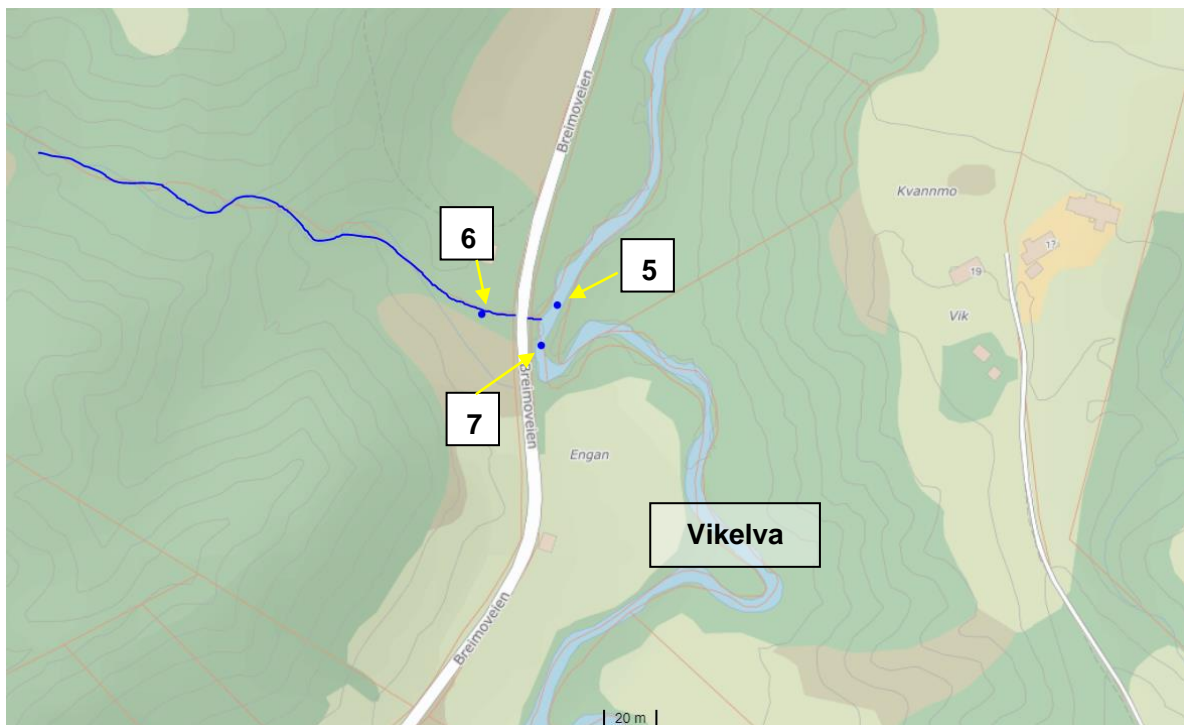 Breimoveien
Kvannmo
17
19
6
5
Vik
7
Breimoveien
Engan
Vikelva
Breimoveien
20 m